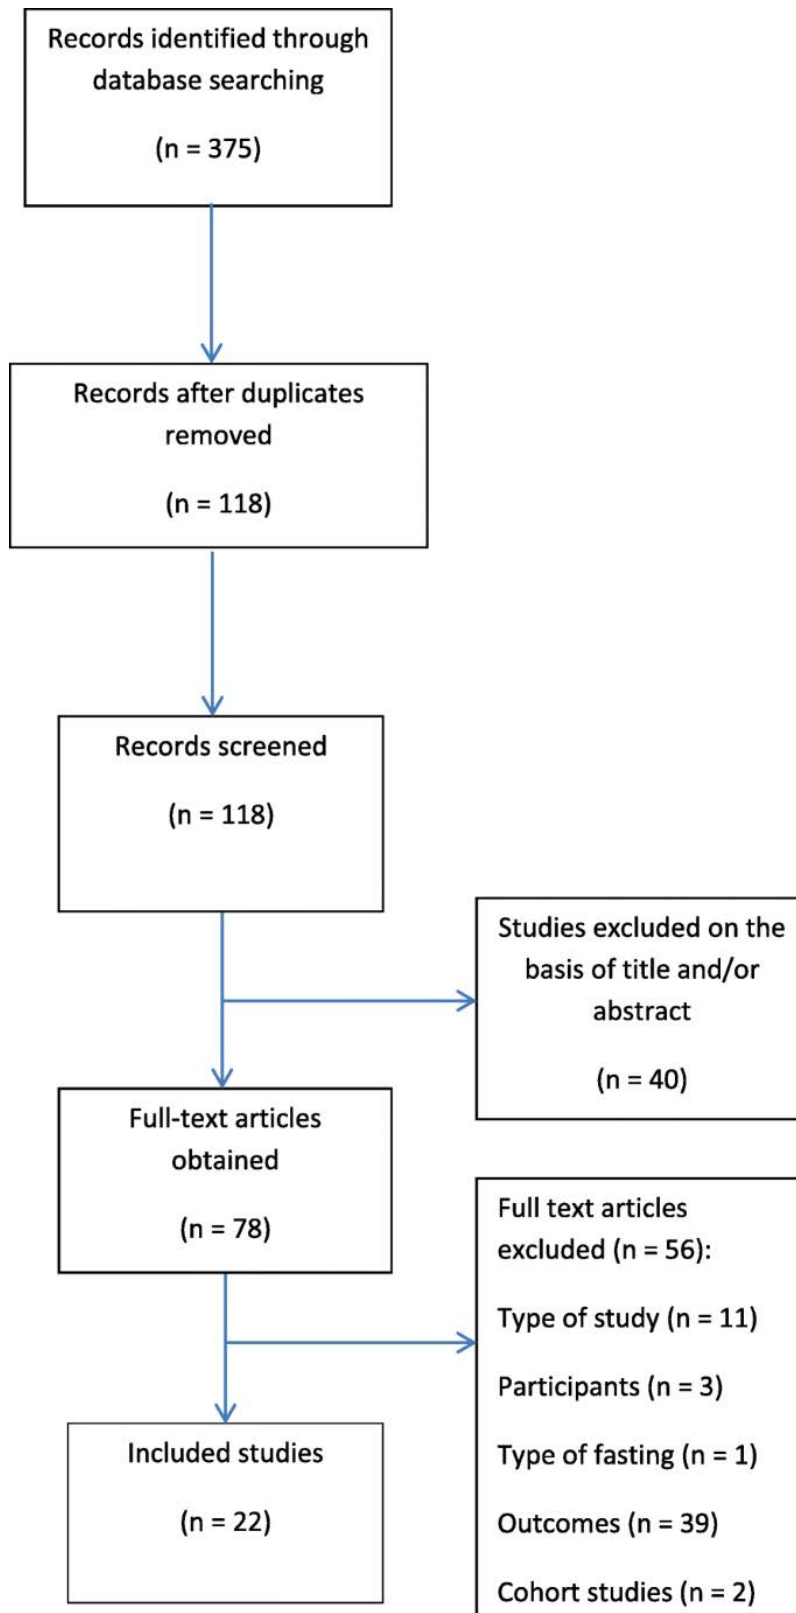 Records identified through
database searching
(n = 375)
Records after duplicates
removed
(n = 118)
Records screened
(n = 118)
Studies excluded on the
basis of title and/or
abstract
(n = 40)
Full-text articles
obtained
(n = 78)
Full text articles
excluded (n = 56):
Type of study (n = 11)
Participants (n = 3)
Type of fasting (n = 1)
Outcomes (n = 39)
Cohort studies (n = 2)
Included studies
(n = 22)